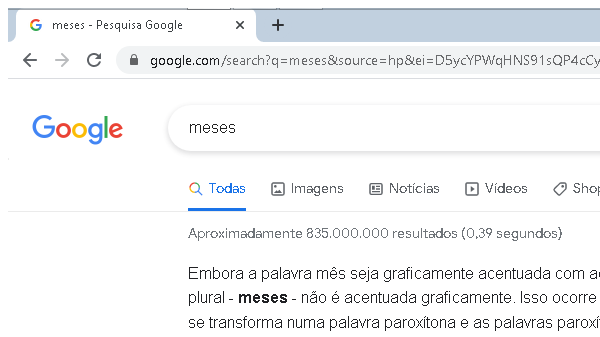 meses - Pesquisa Google
google.com/search?q=meses&source=hp&ei=D5ycYPWqHNS91sQP4cCy
Google
meses
Todas Imagens Notícias Vídeos Shop
Aproximadamente 835.000.000 resultados (0,39 segundos)
Embora a palavra mês seja graficamente acentuada com ac
plural - meses - não é acentuada graficamente. Isso ocorre
se transforma numa palavra paroxítona e as palavras paroxí